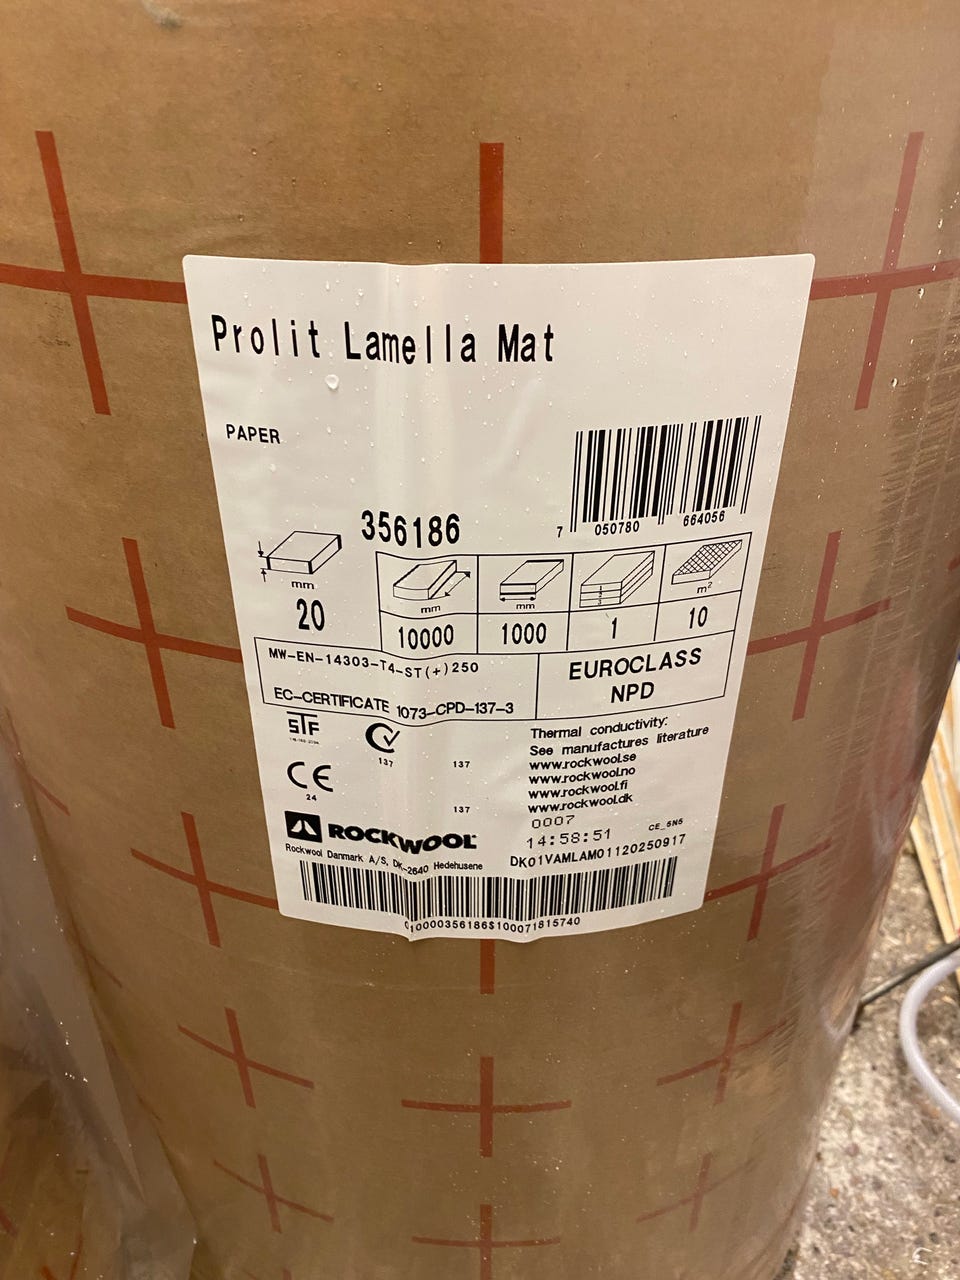 Prolit Lamella Mat
PAPER
7 050780 664056
356186
mm
mm
mm
m²
20
10000
1000
1
10
MW-EN-14303-T4-ST(+)250
EC-CERTIFICATE 1073-CPD-137-3
EUROCLASS
NPD
STF
137
137
CE
24
137
Thermal conductivity:
See manufactures literature
www.rockwool.se
www.rockwool.no
www.rockwool.fi
www.rockwool.dk
0007
14:58:51
CE_5N5
DK01VAMLAM01120250917
ROCKWOOL
Rockwool Danmark A/S, DK-2640 Hedehusene
C10000356186S100071815740